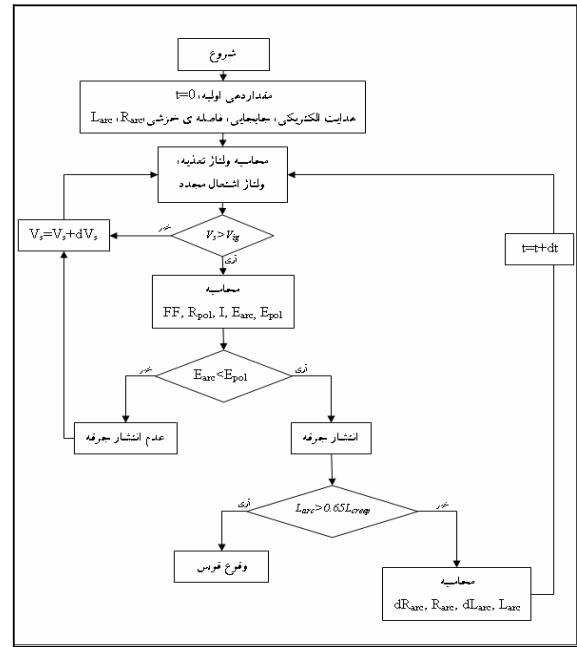 شروع
مقداردهی اولیه، t=0
هدایت الکتریکی، جابجایی، فاصله ی خزشی، Rarc ، Larc
محاسبه ولتاژ تغذیه،
ولتاژ اشتعال مجدد
Vs=Vs+dVs
خیر
Vs>Vig
t=t+dt
آری
محاسبه
FF, Rpol, I, Earc, Epol
خیر
Earc<Epol
آری
عدم انتشار جرقه
انتشار جرقه
آری
Larc>0.65Lcreep
خیر
وقوع قوس
محاسبه
dRarc, Rarc, dLarc, Larc